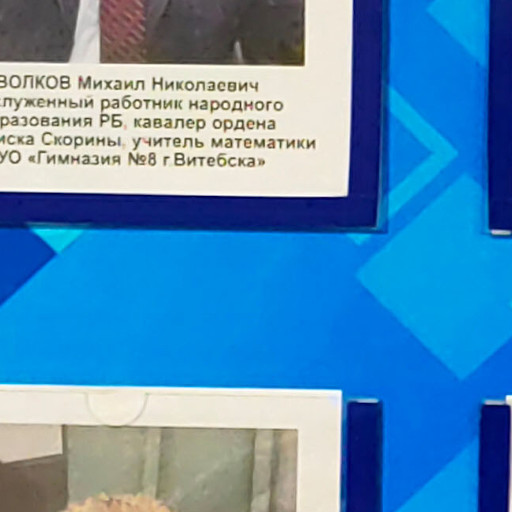 ВОЛКОВ Михаил Николаевич
служенный работник народного
разования РБ, кавалер ордена
иска Скорины, учитель математики
УО «Гимназия №8 г.Витебска»